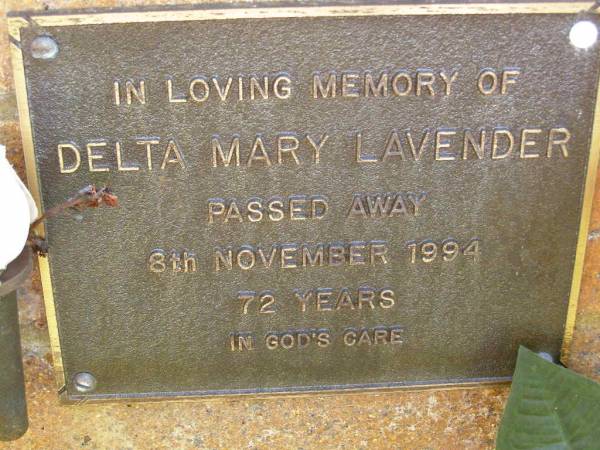 IN LOVING MEMORY OF
DELTA MARY LAVENDER
PASSED AWAY
8th NOVEMBER 1994
72 YEARS
IN GOD'S CARE